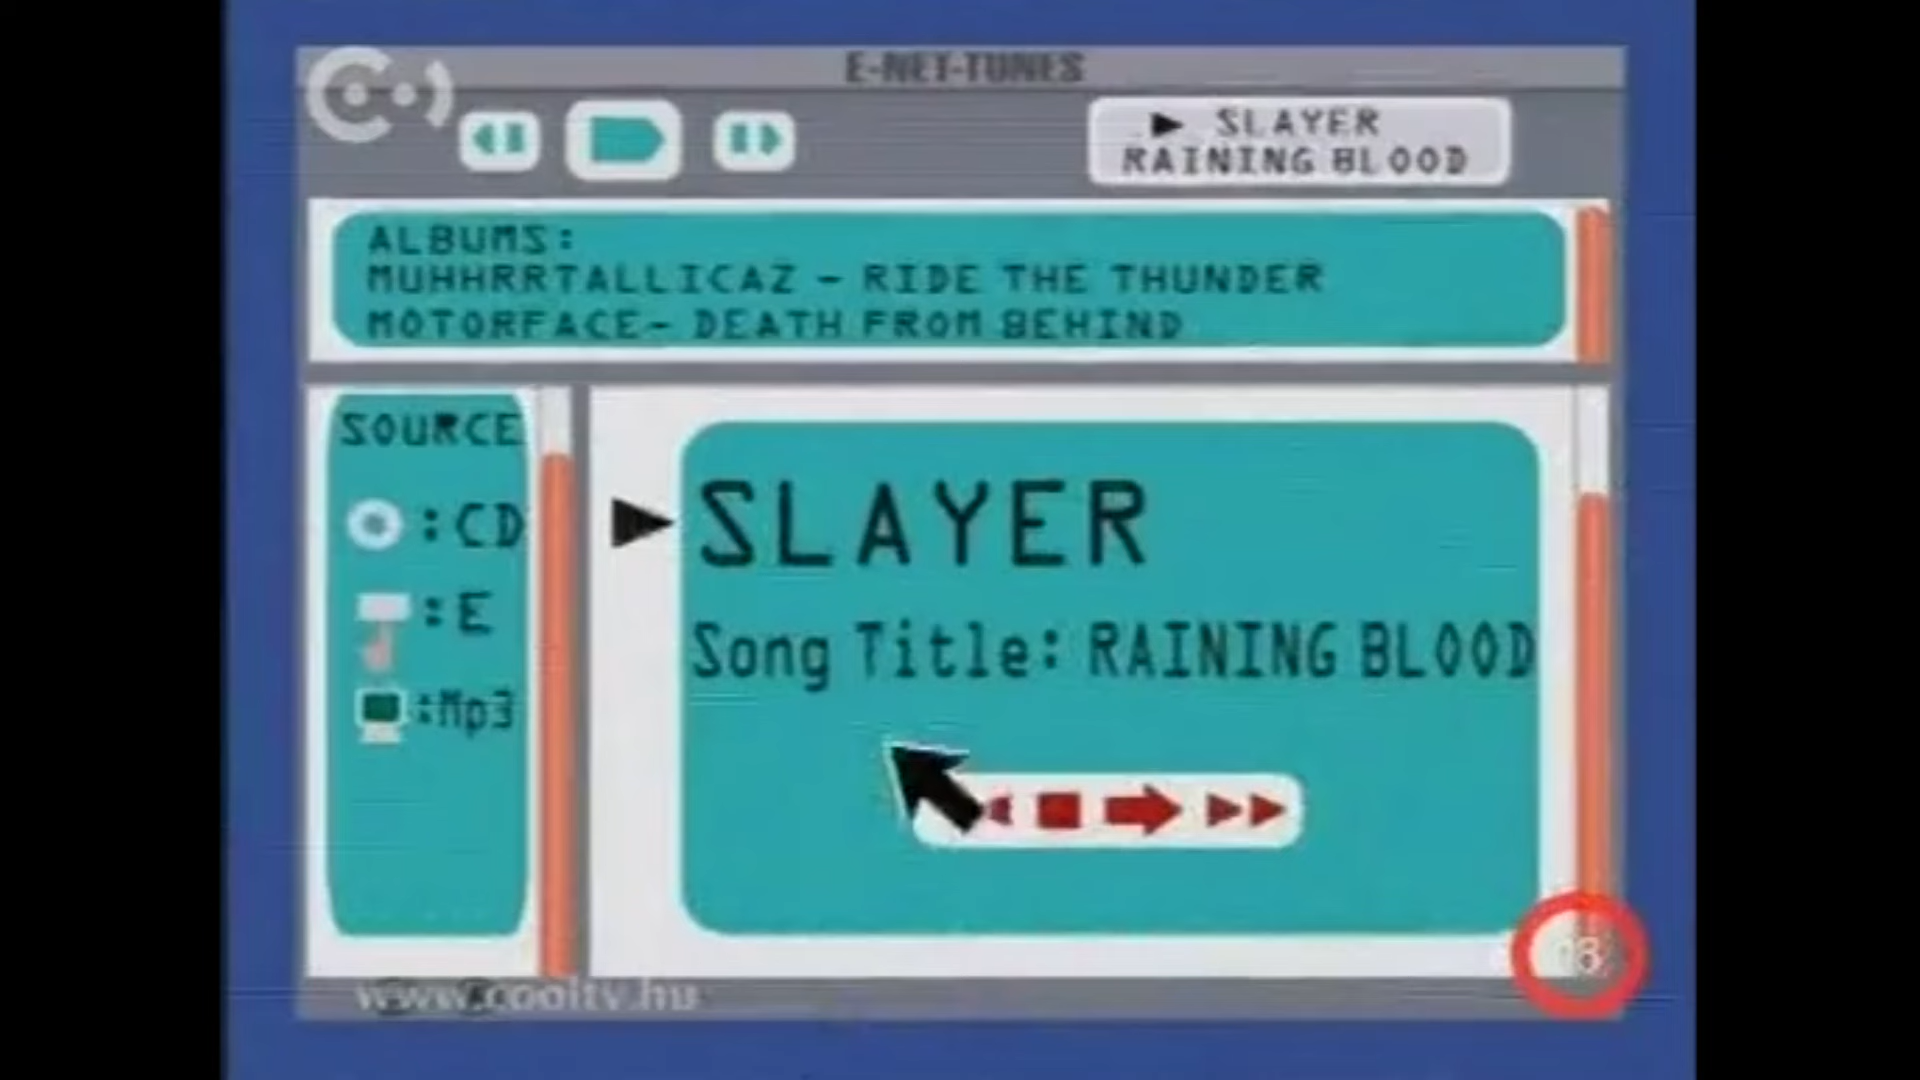 E-NET-TUNES
► SLAYER
RAINING BLOOD
ALBUMS:
MUHHRRTALLICAZ - RIDE THE THUNDER
MOTORFACE- DEATH FROM BEHIND
SOURCE
:CD
:E
:Mp3
SLAYER
Song Title: RAINING BLOOD
www.cooltv.hu